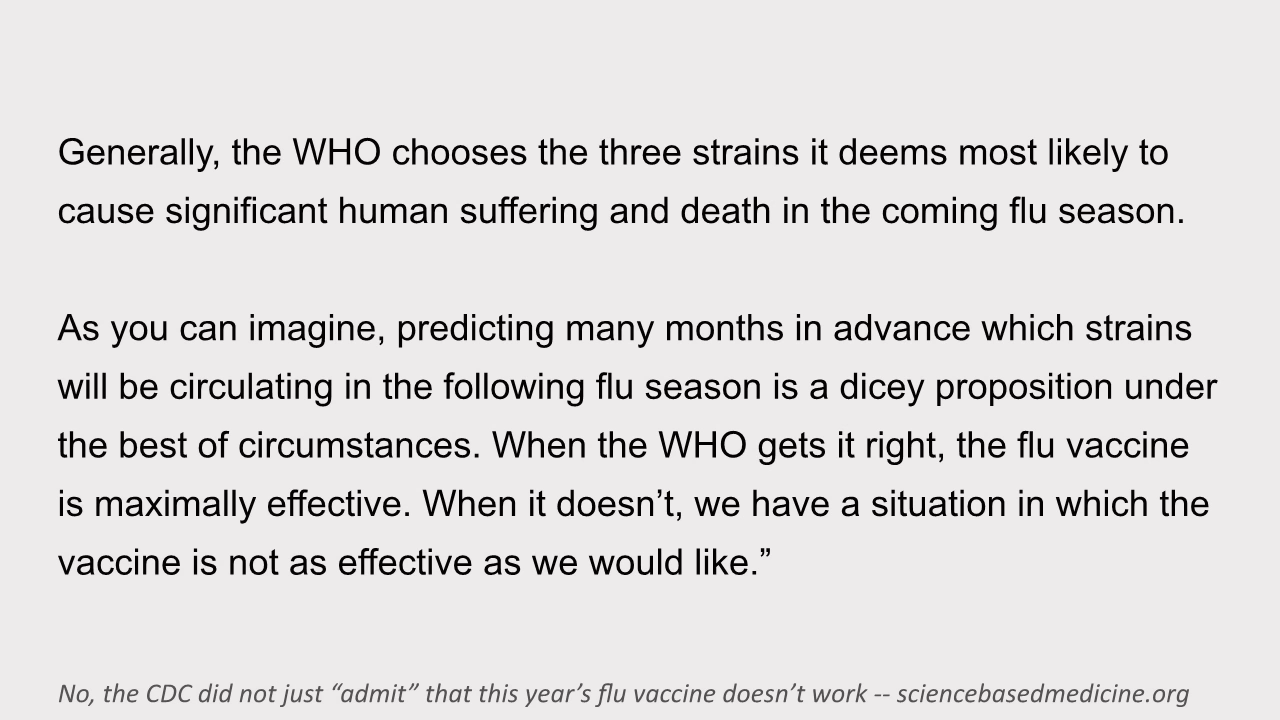 Generally, the WHO chooses the three strains it deems most likely to
cause significant human suffering and death in the coming flu season.
As you can imagine, predicting many months in advance which strains
will be circulating in the following flu season is a dicey proposition under
the best of circumstances. When the WHO gets it right, the flu vaccine
is maximally effective. When it doesn’t, we have a situation in which the
vaccine is not as effective as we would like.”
No, the CDC did not just “admit” that this year’s flu vaccine doesn’t work -- sciencebasedmedicine.org